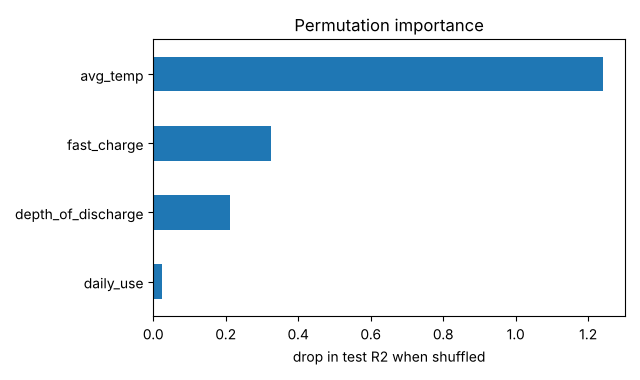 Permutation importance
avg_temp
fast_charge
depth_of_discharge
daily_use
0.0 0.2 0.4 0.6 0.8 1.0 1.2
drop in test R2 when shuffled